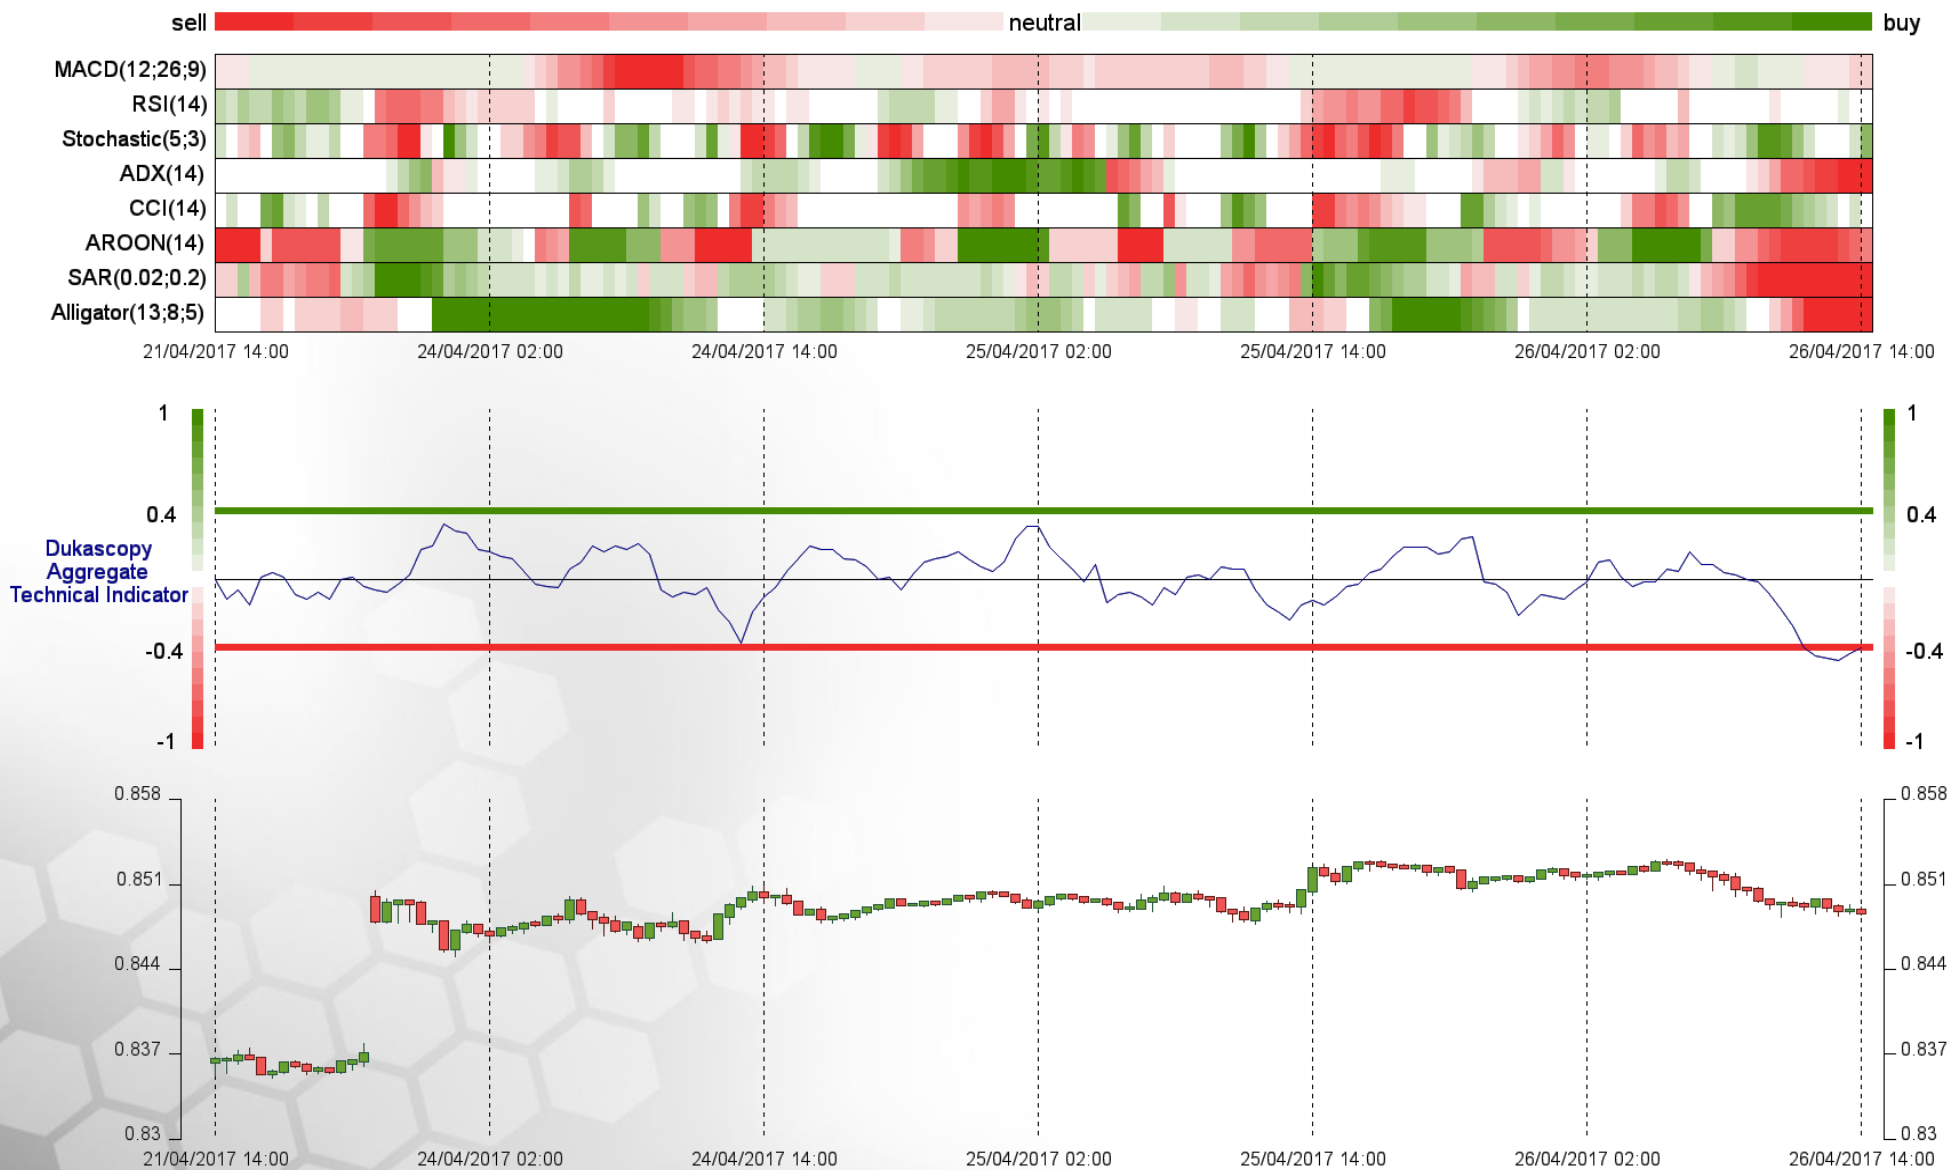 sell neutral buy
MACD(12;26;9)
RSI(14)
Stochastic(5;3)
ADX(14)
CCI(14)
AROON(14)
SAR(0.02;0.2)
Alligator(13;8;5)
21/04/2017 14:00 24/04/2017 02:00 24/04/2017 14:00 25/04/2017 02:00 25/04/2017 14:00 26/04/2017 02:00 26/04/2017 14:00
1 1
0.4 0.4
Dukascopy
Aggregate
Technical Indicator
-0.4 -0.4
-1 -1
0.858 0.858
0.851 0.851
0.844 0.844
0.837 0.837
0.83 0.83
21/04/2017 14:00 24/04/2017 02:00 24/04/2017 14:00 25/04/2017 02:00 25/04/2017 14:00 26/04/2017 02:00 26/04/2017 14:00